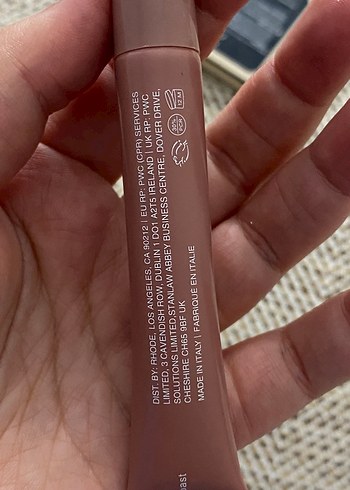 DIST. BY: RHODE, LOS ANGELES, CA 90212 | EU RP: PWC (CPR) SERVICES
LIMITED, 3 CAVENDISH ROW, DUBLIN 1 DO1 A2T5 IRELAND | UK RP: PWC
SOLUTIONS LIMITED,STANLAW ABBEY BUSINESS CENTRE, DOVER DRIVE,
CHESHIRE CH65 9BF UK
MADE IN ITALY | FABRIQUÉ EN ITALIE
12 M